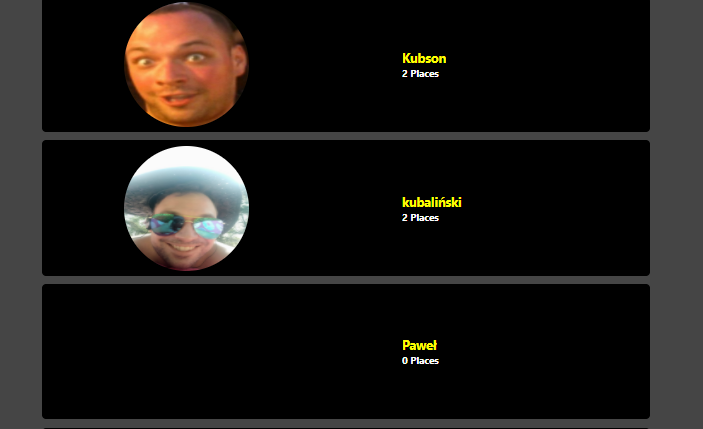 Kubson
2 Places
kubaliński
2 Places
Paweł
0 Places